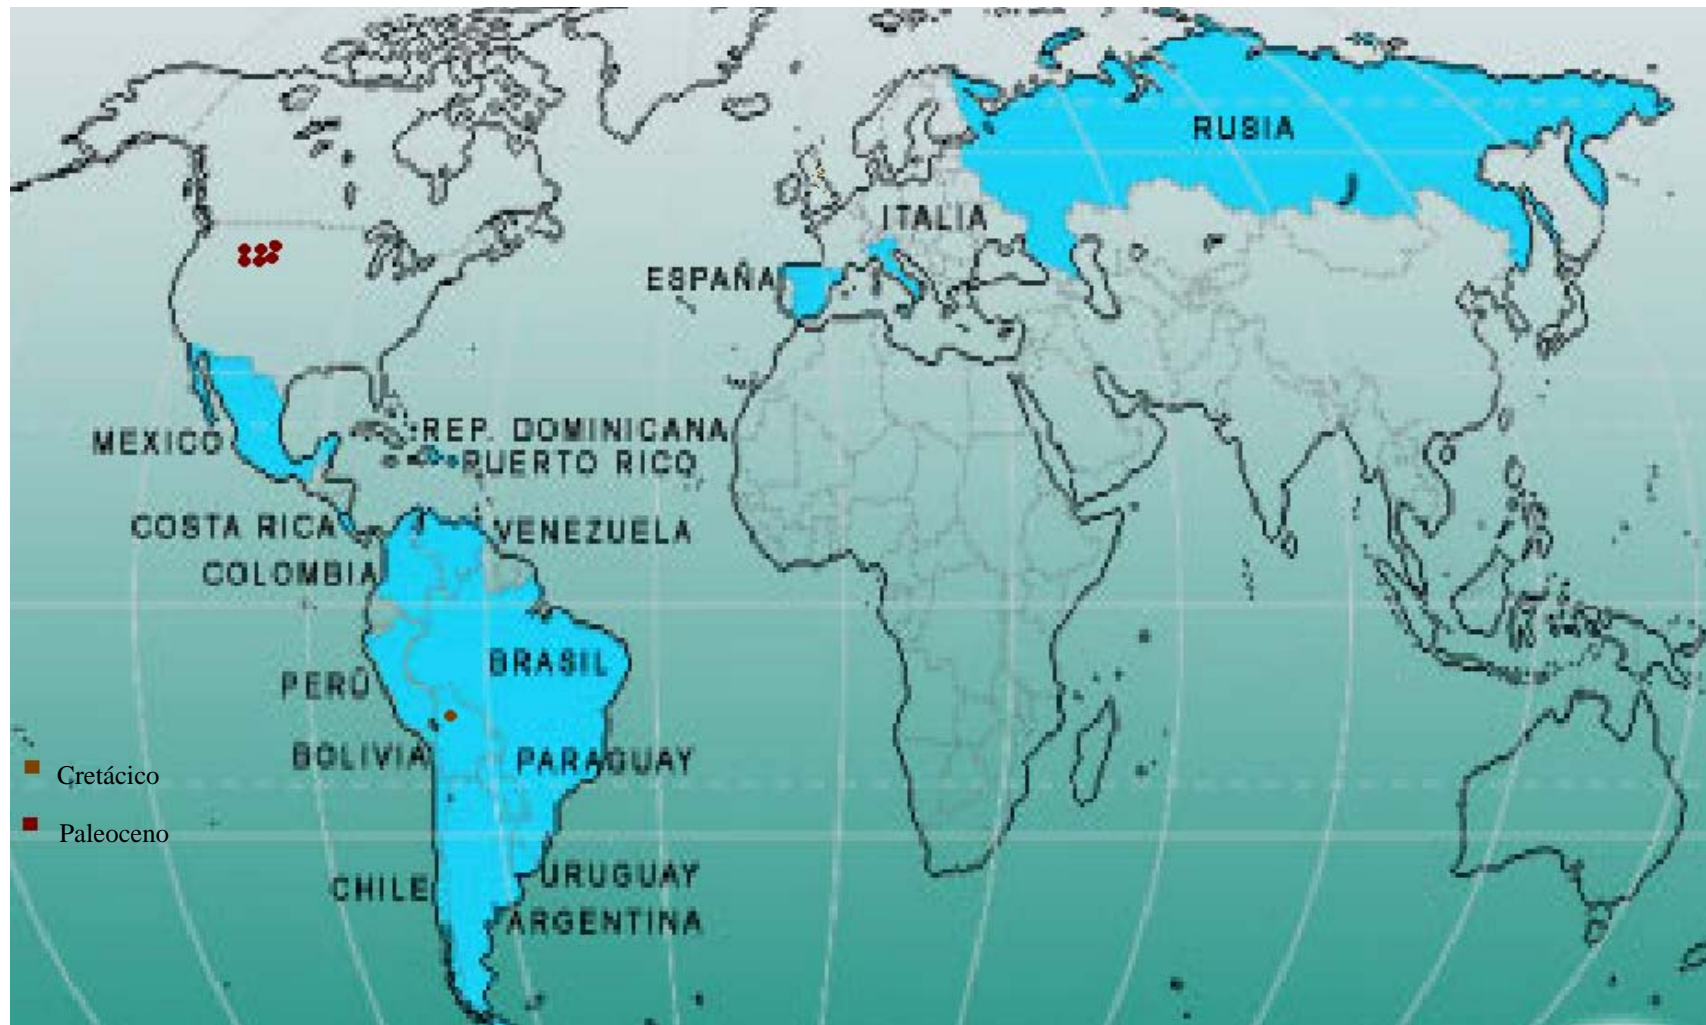 RUSIA
ITALIA
ESPAÑA
MEXICO
REP. DOMINICANA
PUERTO RICO
COSTA RICA
VENEZUELA
COLOMBIA
BRASIL
PERÚ
BOLIVIA
PARAGUAY
Cretácico
Paleoceno
CHILE
URUGUAY
ARGENTINA